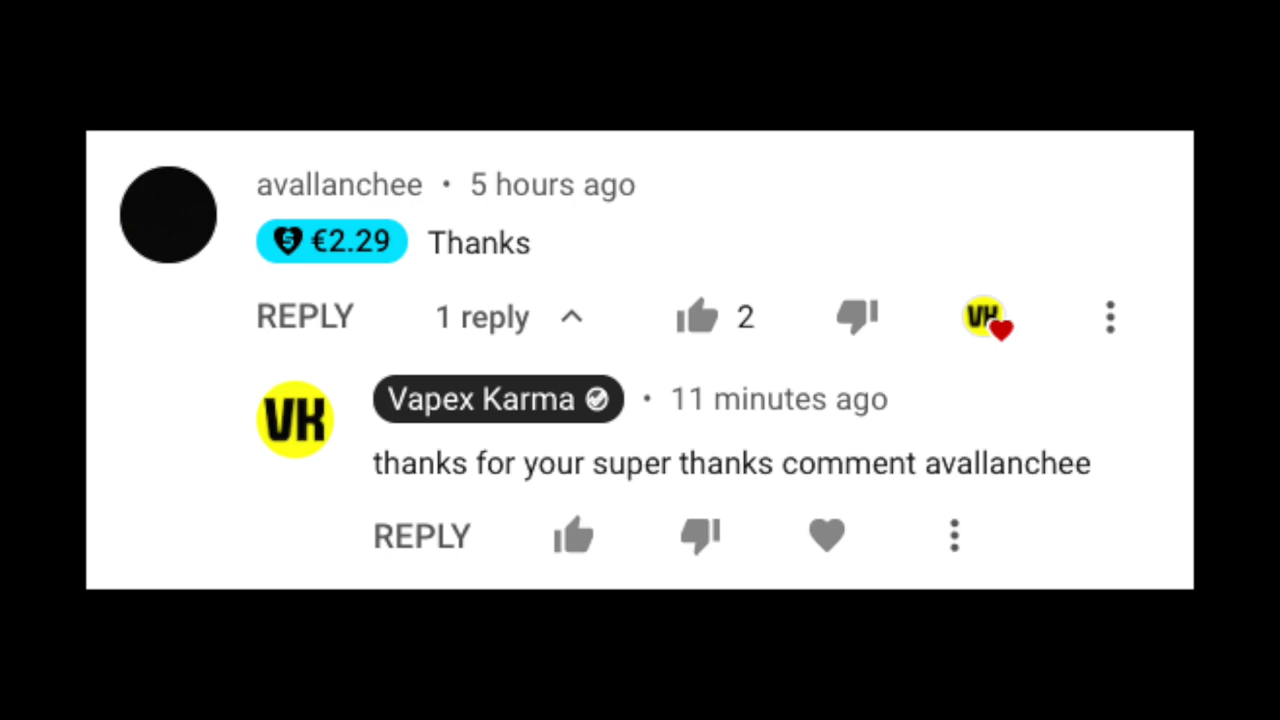 avallanchee • 5 hours ago
€2.29 Thanks
REPLY 1 reply 2 VK
VK Vapex Karma • 11 minutes ago
thanks for your super thanks comment avallanchee
REPLY